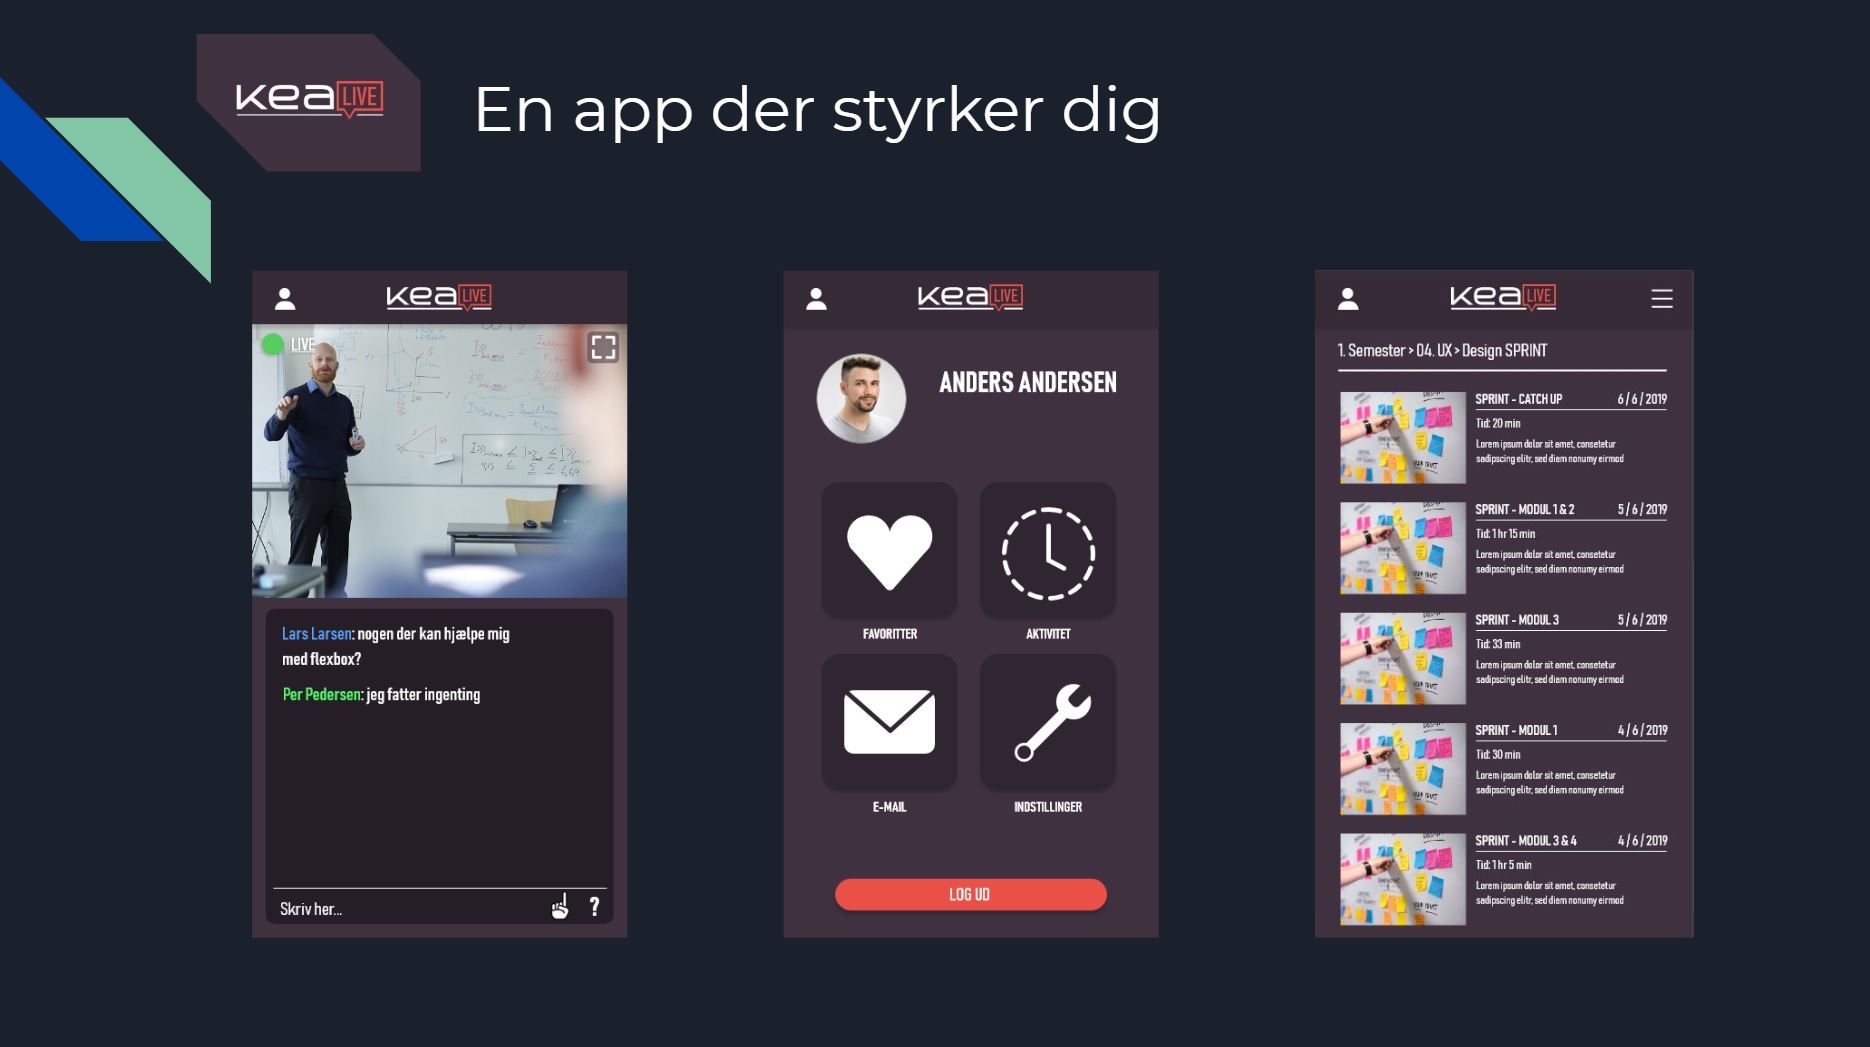 kea LIVE
En app der styrker dig
kea LIVE
LIVE
Lars Larsen: nogen der kan hjælpe mig
med flexbox?
Per Pedersen: jeg fatter ingenting
Skriv her...
?
kea LIVE
ANDERS ANDERSEN
FAVORITTER
AKTIVITET
E-MAIL
INDSTILLINGER
LOG UD
kea LIVE
1. Semester > 04. UX > Design SPRINT
SPRINT - CATCH UP 6 / 6 / 2019
Tid: 20 min
Lorem ipsum dolor sit amet, consetetur
sadipscing elitr, sed diam nonumy eirmod
SPRINT - MODUL 1 & 2 5 / 6 / 2019
Tid: 1 hr 15 min
Lorem ipsum dolor sit amet, consetetur
sadipscing elitr, sed diam nonumy eirmod
SPRINT - MODUL 3 5 / 6 / 2019
Tid: 33 min
Lorem ipsum dolor sit amet, consetetur
sadipscing elitr, sed diam nonumy eirmod
SPRINT - MODUL 1 4 / 6 / 2019
Tid: 30 min
Lorem ipsum dolor sit amet, consetetur
sadipscing elitr, sed diam nonumy eirmod
SPRINT - MODUL 3 & 4 4 / 6 / 2019
Tid: 1 hr 5 min
Lorem ipsum dolor sit amet, consetetur
sadipscing elitr, sed diam nonumy eirmod